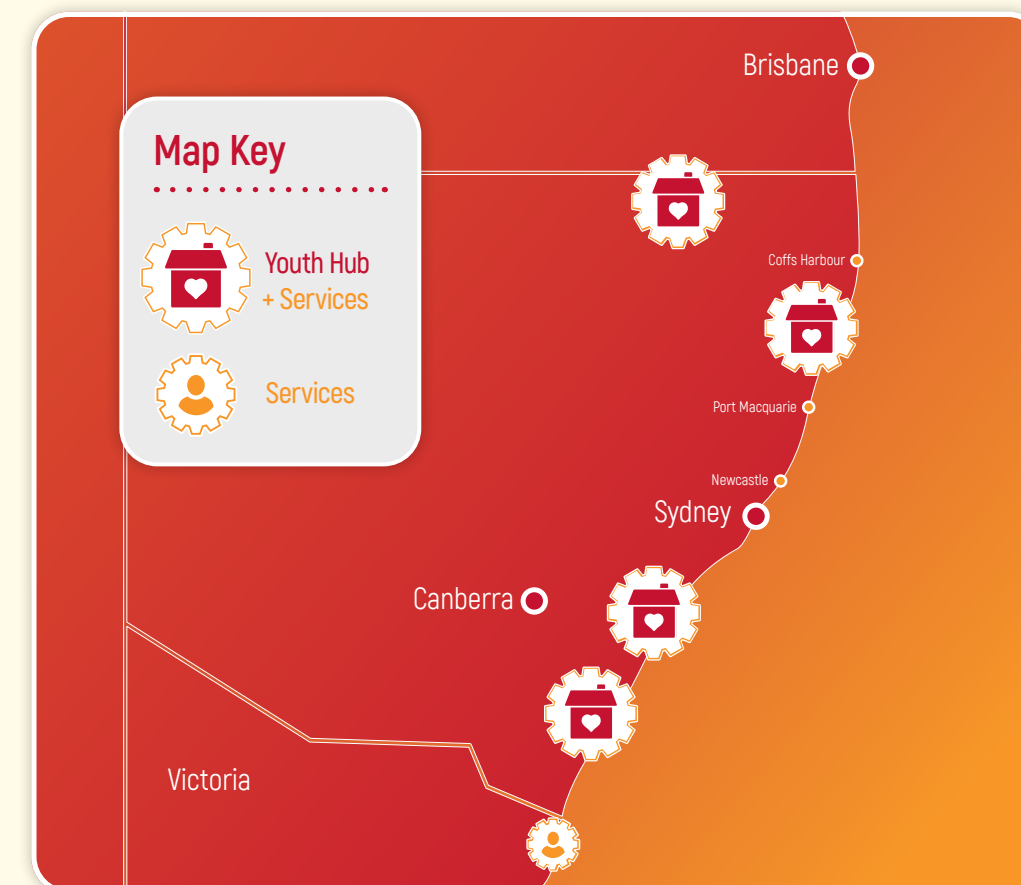 Brisbane
Map Key
Youth Hub
+ Services
Services
Coffs Harbour
Port Macquarie
Newcastle
Sydney
Canberra
Victoria